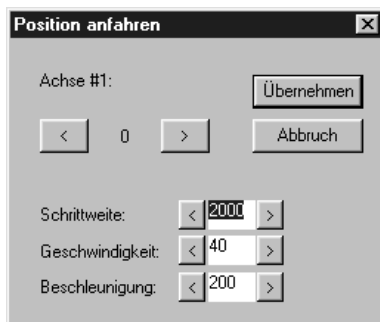 Position anfahren
Achse #1:
Übernehmen
< 0 >
Abbruch
Schrittweite: < 2000 >
Geschwindigkeit: < 40 >
Beschleunigung: < 200 >